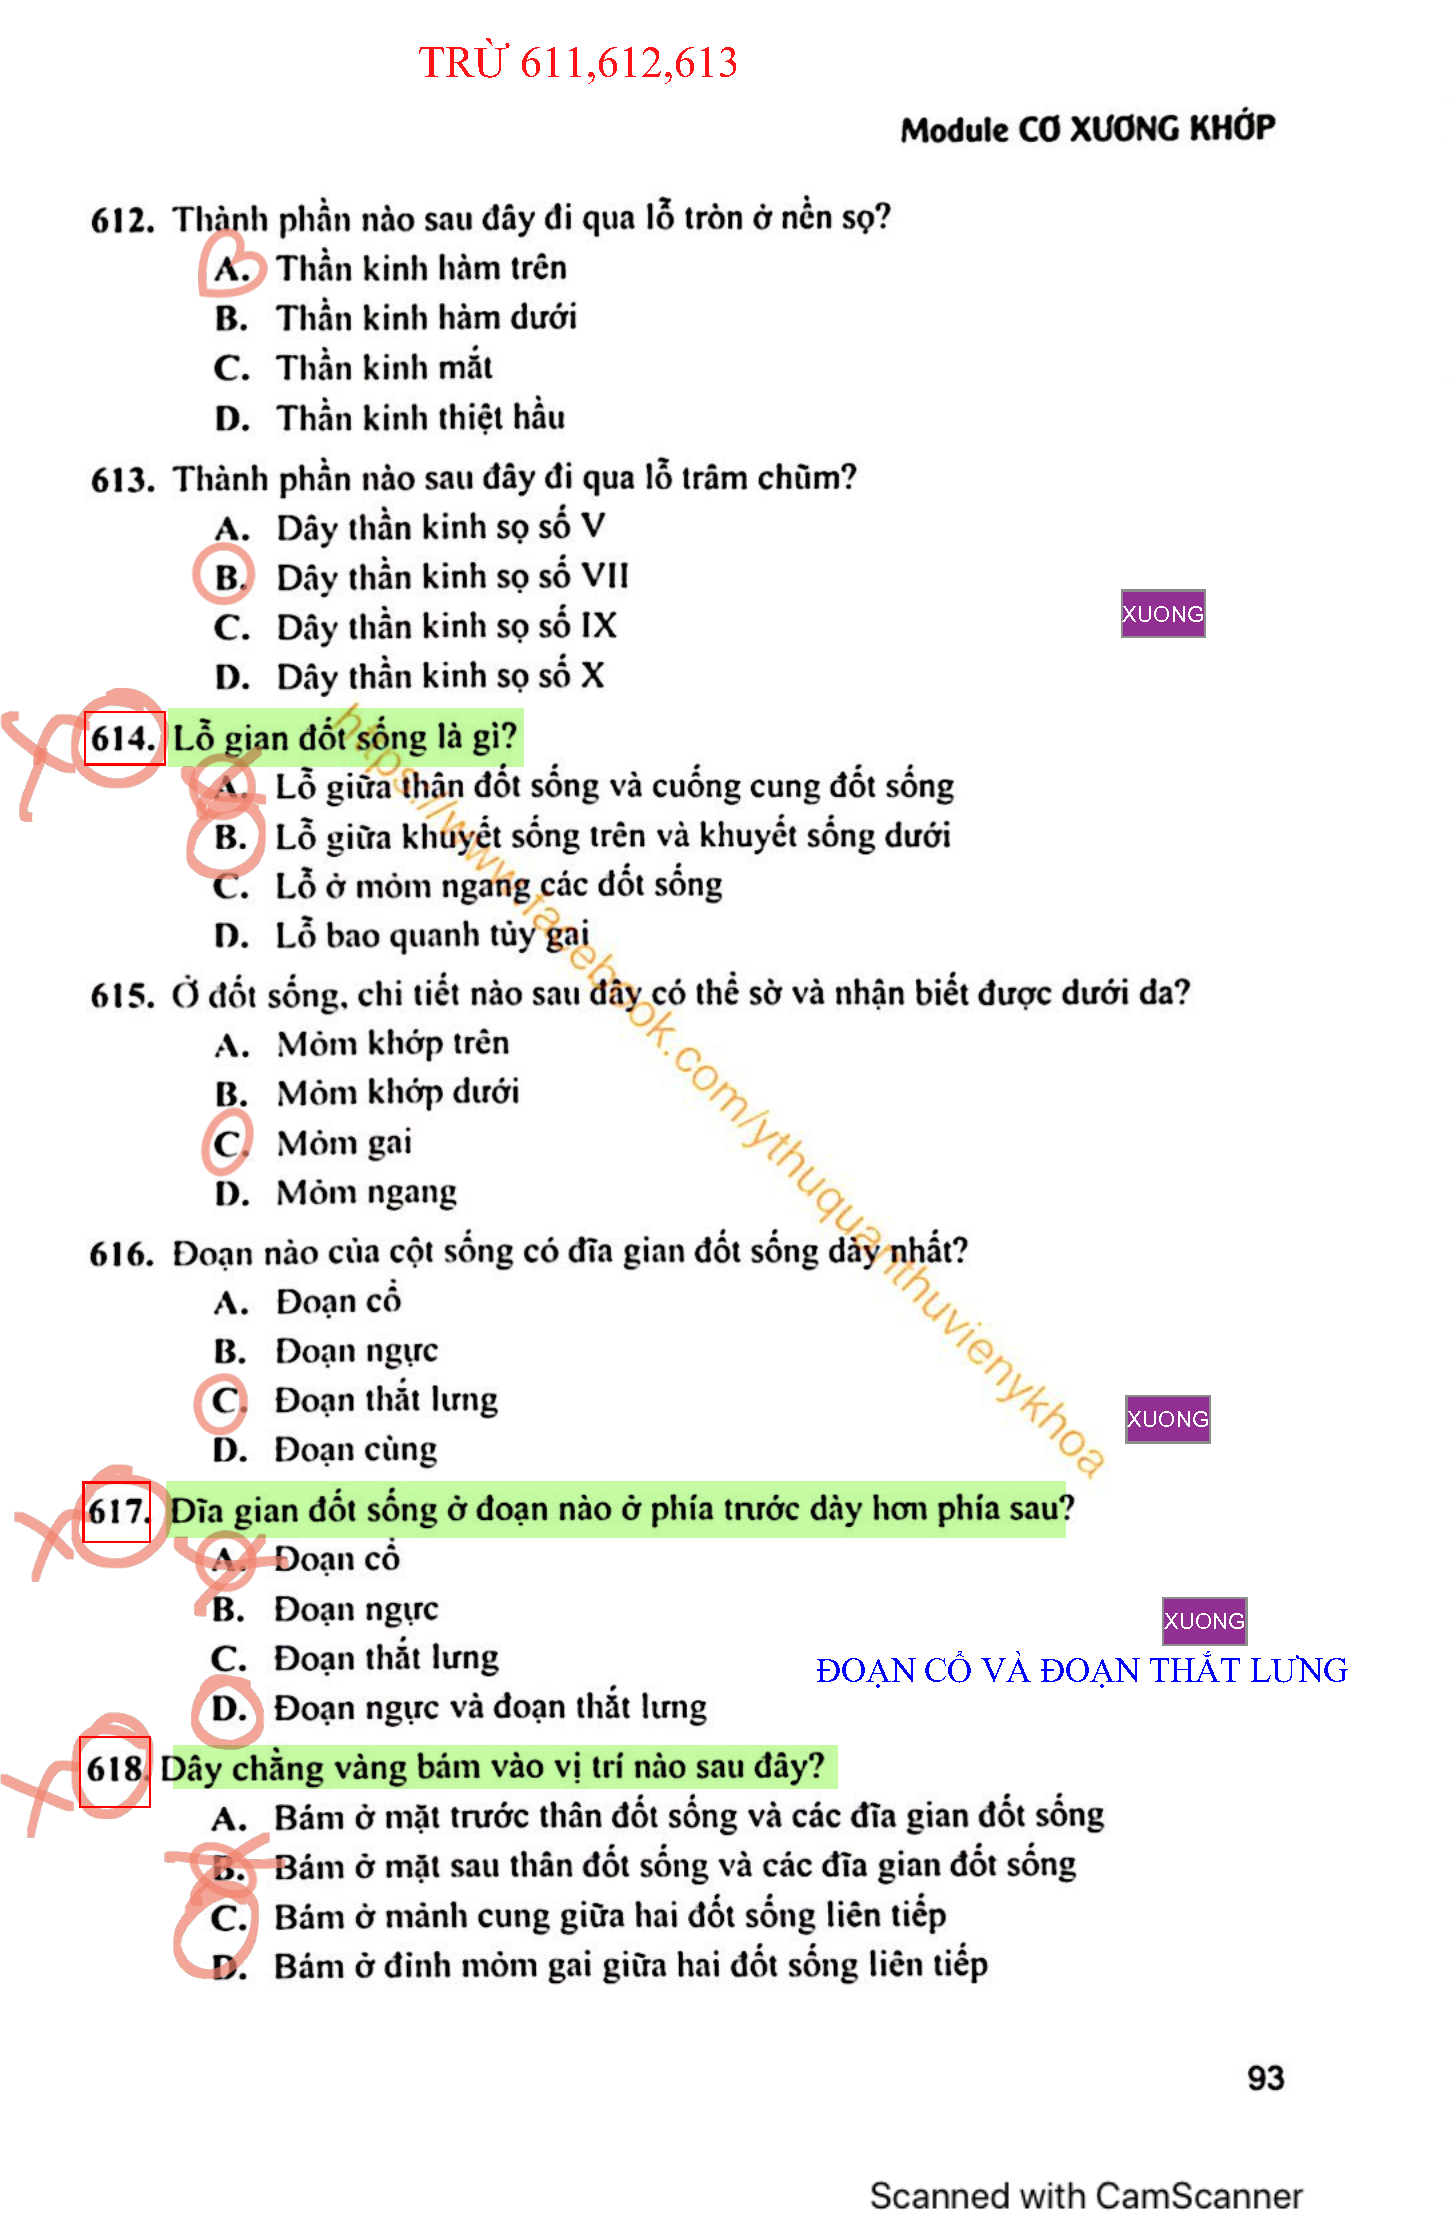 TRỪ 611,612,613
Module CƠ XƯƠNG KHỚP
612. Thành phần nào sau đây đi qua lỗ tròn ở nền sọ?
A. Thần kinh hàm trên
B. Thần kinh hàm dưới
C. Thần kinh mắt
D. Thần kinh thiệt hầu
613. Thành phần nào sau đây đi qua lỗ trâm chũm?
A. Dây thần kinh sọ số V
B. Dây thần kinh sọ số VII
XUONG
C. Dây thần kinh sọ số IX
D. Dây thần kinh sọ số X
614. Lỗ gian đốt sống là gì?
A. Lỗ giữa thân đốt sống và cuống cung đốt sống
B. Lỗ giữa khuyết sống trên và khuyết sống dưới
C. Lỗ ở mỏm ngang các đốt sống
D. Lỗ bao quanh tủy gai
https://www.facebook.com/ythuquanthuvienykhoa
615. Ở đốt sống, chi tiết nào sau đây có thể sờ và nhận biết được dưới da?
A. Mỏm khớp trên
B. Mỏm khớp dưới
C. Mỏm gai
D. Mỏm ngang
616. Đoạn nào của cột sống có đĩa gian đốt sống dày nhất?
A. Đoạn cổ
B. Đoạn ngực
C. Đoạn thắt lưng
XUONG
D. Đoạn cùng
617. Đĩa gian đốt sống ở đoạn nào ở phía trước dày hơn phía sau?
A. Đoạn cổ
B. Đoạn ngực
XUONG
C. Đoạn thắt lưng
ĐOẠN CỔ VÀ ĐOẠN THẮT LƯNG
D. Đoạn ngực và đoạn thắt lưng
618. Dây chằng vàng bám vào vị trí nào sau đây?
A. Bám ở mặt trước thân đốt sống và các đĩa gian đốt sống
B. Bám ở mặt sau thân đốt sống và các đĩa gian đốt sống
C. Bám ở mảnh cung giữa hai đốt sống liên tiếp
D. Bám ở đỉnh mỏm gai giữa hai đốt sống liên tiếp
93
Scanned with CamScanner